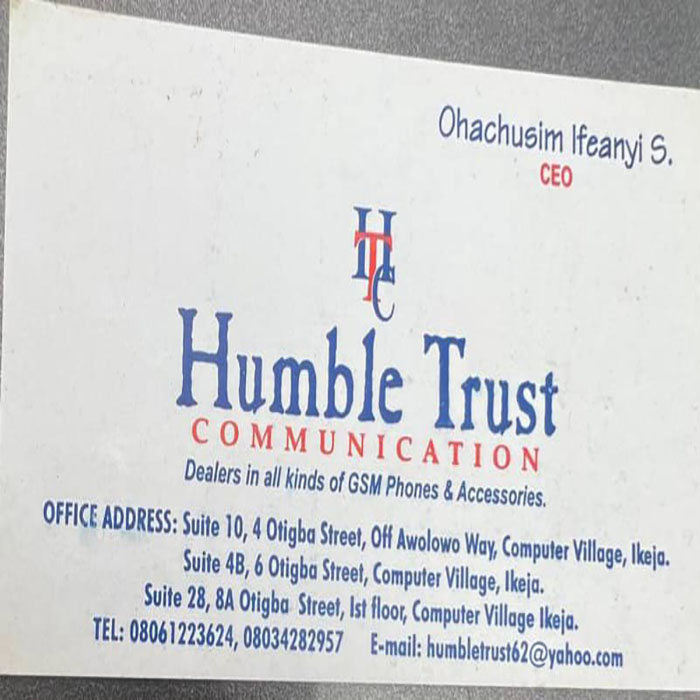 Ohachusim Ifeanyi S.
CEO
HTC
Humble Trust
COMMUNICATION
Dealers in all kinds of GSM Phones & Accessories.
OFFICE ADDRESS: Suite 10, 4 Otigba Street, Off Awolowo Way, Computer Village, Ikeja.
Suite 4B, 6 Otigba Street, Computer Village, Ikeja.
Suite 28, 8A Otigba Street, Ist floor, Computer Village Ikeja.
TEL: 08061223624, 08034282957 E-mail: humbletrust62@yahoo.com